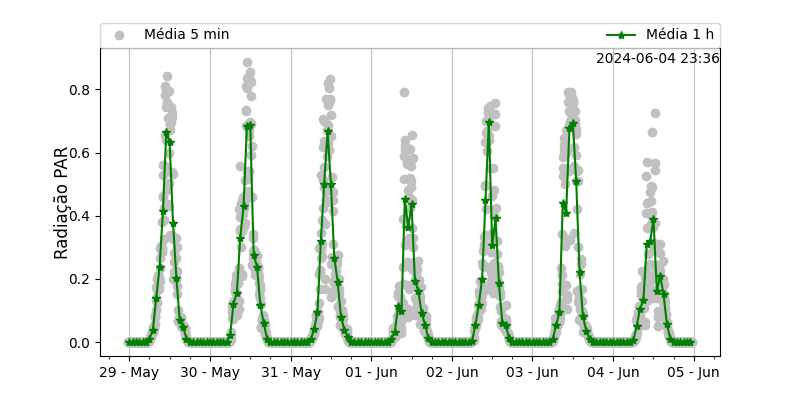 Média 5 min
Média 1 h
2024-06-04 23:36
Radiação PAR
0.8
0.6
0.4
0.2
0.0
29 - May
30 - May
31 - May
01 - Jun
02 - Jun
03 - Jun
04 - Jun
05 - Jun